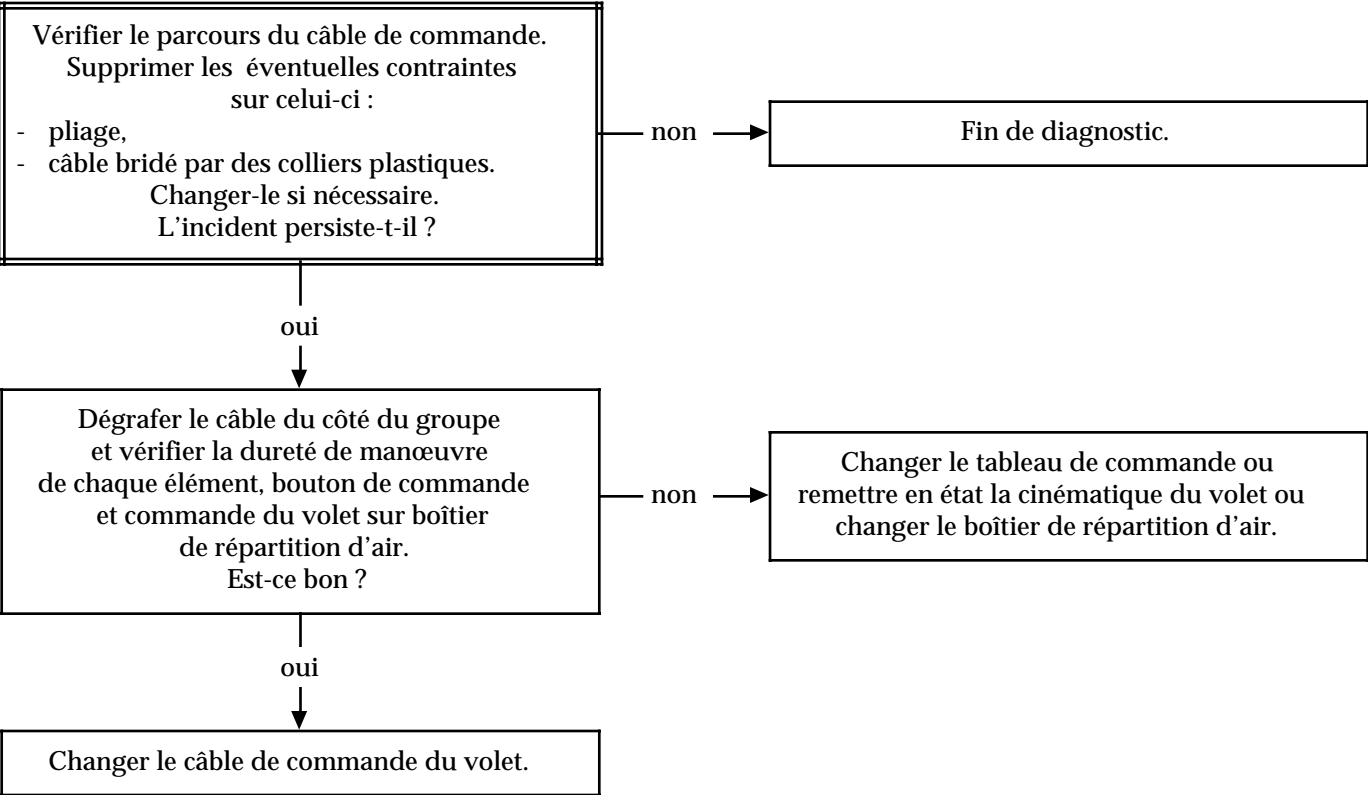 Vérifier le parcours du câble de commande.
Supprimer les éventuelles contraintes
sur celui-ci :
- pliage,
- câble bridé par des colliers plastiques.
Changer-le si nécessaire.
L'incident persiste-t-il ?
non
Fin de diagnostic.
oui
Dégrafer le câble du côté du groupe
et vérifier la dureté de manœuvre
de chaque élément, bouton de commande
et commande du volet sur boîtier
de répartition d'air.
Est-ce bon ?
non
Changer le tableau de commande ou
remettre en état la cinématique du volet ou
changer le boîtier de répartition d'air.
oui
Changer le câble de commande du volet.